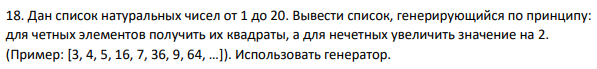 18. Дан список натуральных чисел от 1 до 20. Вывести список, генерирующийся по принципу:
для четных элементов получить их квадраты, а для нечетных увеличить значение на 2.
(Пример: [3, 4, 5, 16, 7, 36, 9, 64, …]). Использовать генератор.